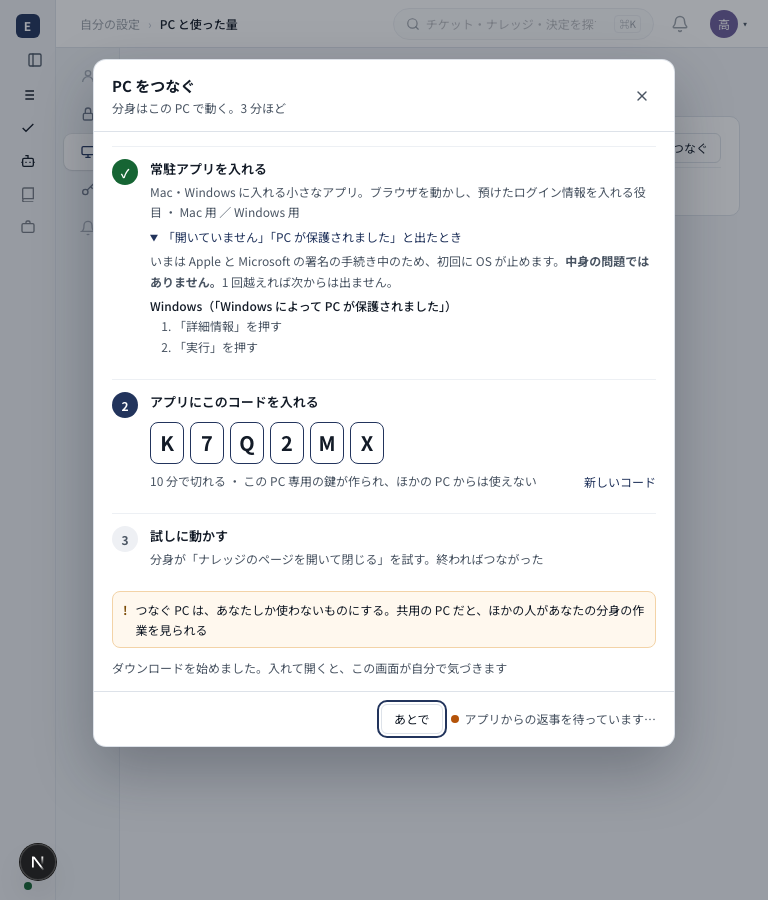 E
自分の設定 › PC と使った量
チケット・ナレッジ・決定を探
⌘K
高
PC をつなぐ
分身はこの PC で動く。3 分ほど
つなぐ
常駐アプリを入れる
Mac・Windows に入れる小さなアプリ。ブラウザを動かし、預けたログイン情報を入れる役
目 ・ Mac 用 ／ Windows 用
▼ 「開いていません」「PC が保護されました」と出たとき
いまは Apple と Microsoft の署名の手続き中のため、初回に OS が止めます。中身の問題では
ありません。1 回越えれば次からは出ません。
Windows（「Windows によって PC が保護されました」）
1. 「詳細情報」を押す
2. 「実行」を押す
2 アプリにこのコードを入れる
K 7 Q 2 M X
10 分で切れる ・ この PC 専用の鍵が作られ、ほかの PC からは使えない 新しいコード
3 試しに動かす
分身が「ナレッジのページを開いて閉じる」を試す。終わればつながった
! つなぐ PC は、あなたしか使わないものにする。共用の PC だと、ほかの人があなたの分身の作
業を見られる
ダウンロードを始めました。入れて開くと、この画面が自分で気づきます
あとで アプリからの返事を待っています…
N